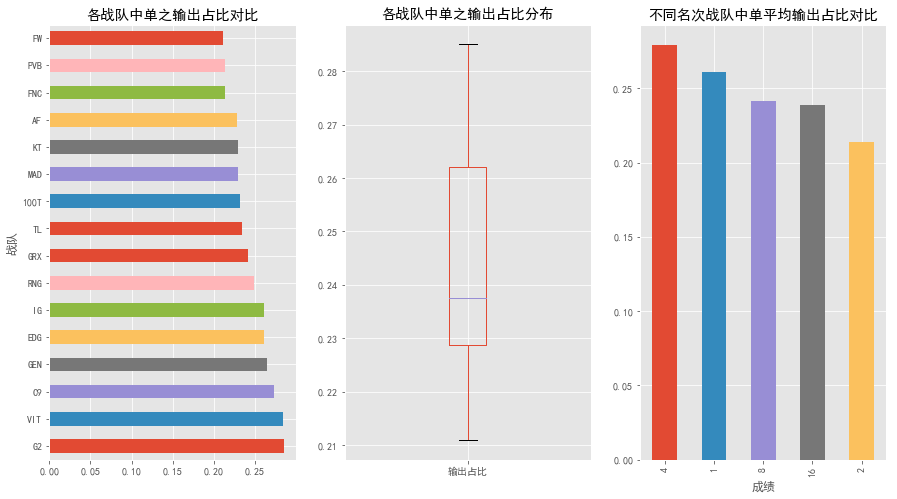 各战队中单之输出占比对比
战队
FW
PVB
FNC
AF
KT
MAD
100T
TL
GRX
RNG
IG
EDG
GEN
C9
VIT
G2
0.00 0.05 0.10 0.15 0.20 0.25
各战队中单之输出占比分布
0.28
0.27
0.26
0.25
0.24
0.23
0.22
0.21
输出占比
不同名次战队中单平均输出占比对比
0.25
0.20
0.15
0.10
0.05
0.00
4 1 8 16 2
成绩